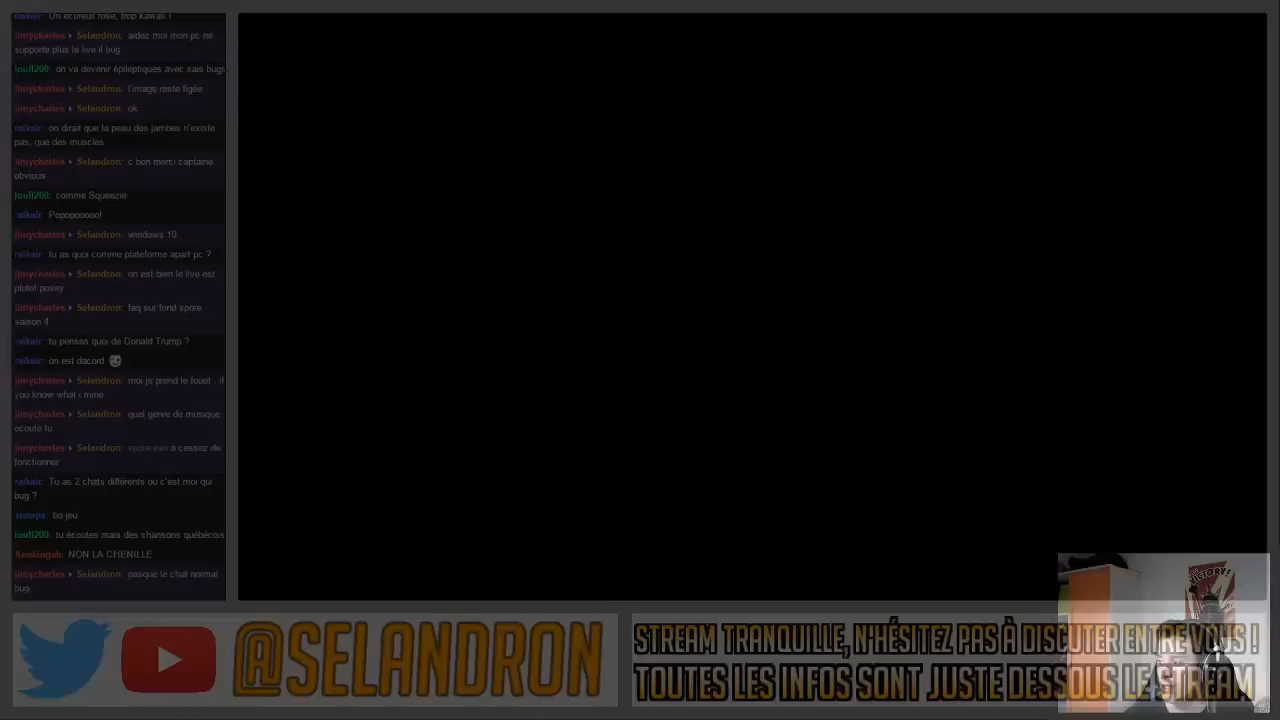 raikair: Un écureuil rose, trop kawaii !
jimycharles ▸ Selandron: aidez moi mon pc ne
supporte plus le live il bug
loufi200: on va devenir épileptiques avec sais bugs
jimycharles ▸ Selandron: l'image reste figée
jimycharles ▸ Selandron: ok
raikair: on dirait que la peau des jambes n'existe
pas, que des muscles
jimycharles ▸ Selandron: c bon merci captaine
obvious
loufi200: comme Squeezie
raikair: Popopooooo!
jimycharles ▸ Selandron: windows 10
raikair: tu as quoi comme plateforme apart pc ?
jimycharles ▸ Selandron: on est bien le live est
plutot posey
jimycharles ▸ Selandron: faq sur fond spore
saison 4
raikair: tu penses quoi de Donald Trump ?
raikair: on est dacord
jimycharles ▸ Selandron: moi je prend le fouet . if
you know what i mine
jimycharles ▸ Selandron: quel genre de musique
ecoute tu
jimycharles ▸ Selandron: spore.exe a cessez de
fonctionner
raikair: Tu as 2 chats différents ou c'est moi qui
bug ?
bo jeu
loufi200: tu écoutes mais des chansons québécois
NON LA CHENILLE
jimycharles ▸ Selandron: pasque le chat normal
bug
VICTORY!
@SELANDRON
STREAM TRANQUILLE, N'HÉSITEZ PAS À DISCUTER ENTRE VOUS !
TOUTES LES INFOS SONT JUSTE DESSOUS LE STREAM